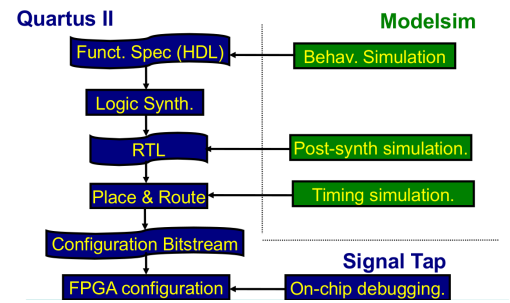 Quartus II
Modelsim
Funct. Spec (HDL)
Behav. Simulation
Logic Synth.
RTL
Post-synth simulation.
Place & Route
Timing simulation.
Configuration Bitstream
Signal Tap
FPGA configuration
On-chip debugging.